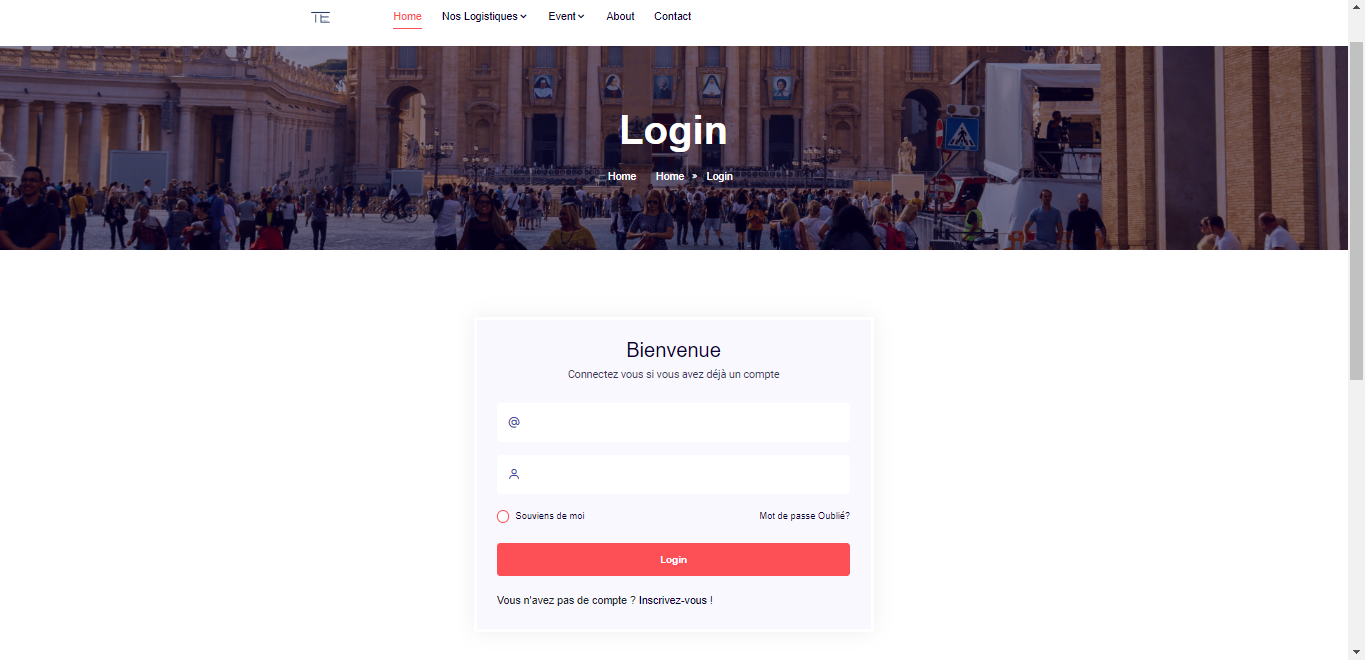 TE
Home Nos Logistiques Event About Contact
Login
Home Home » Login
Bienvenue
Connectez vous si vous avez déjà un compte
@
Souviens de moi Mot de passe Oublié?
Login
Vous n'avez pas de compte ? Inscrivez-vous !